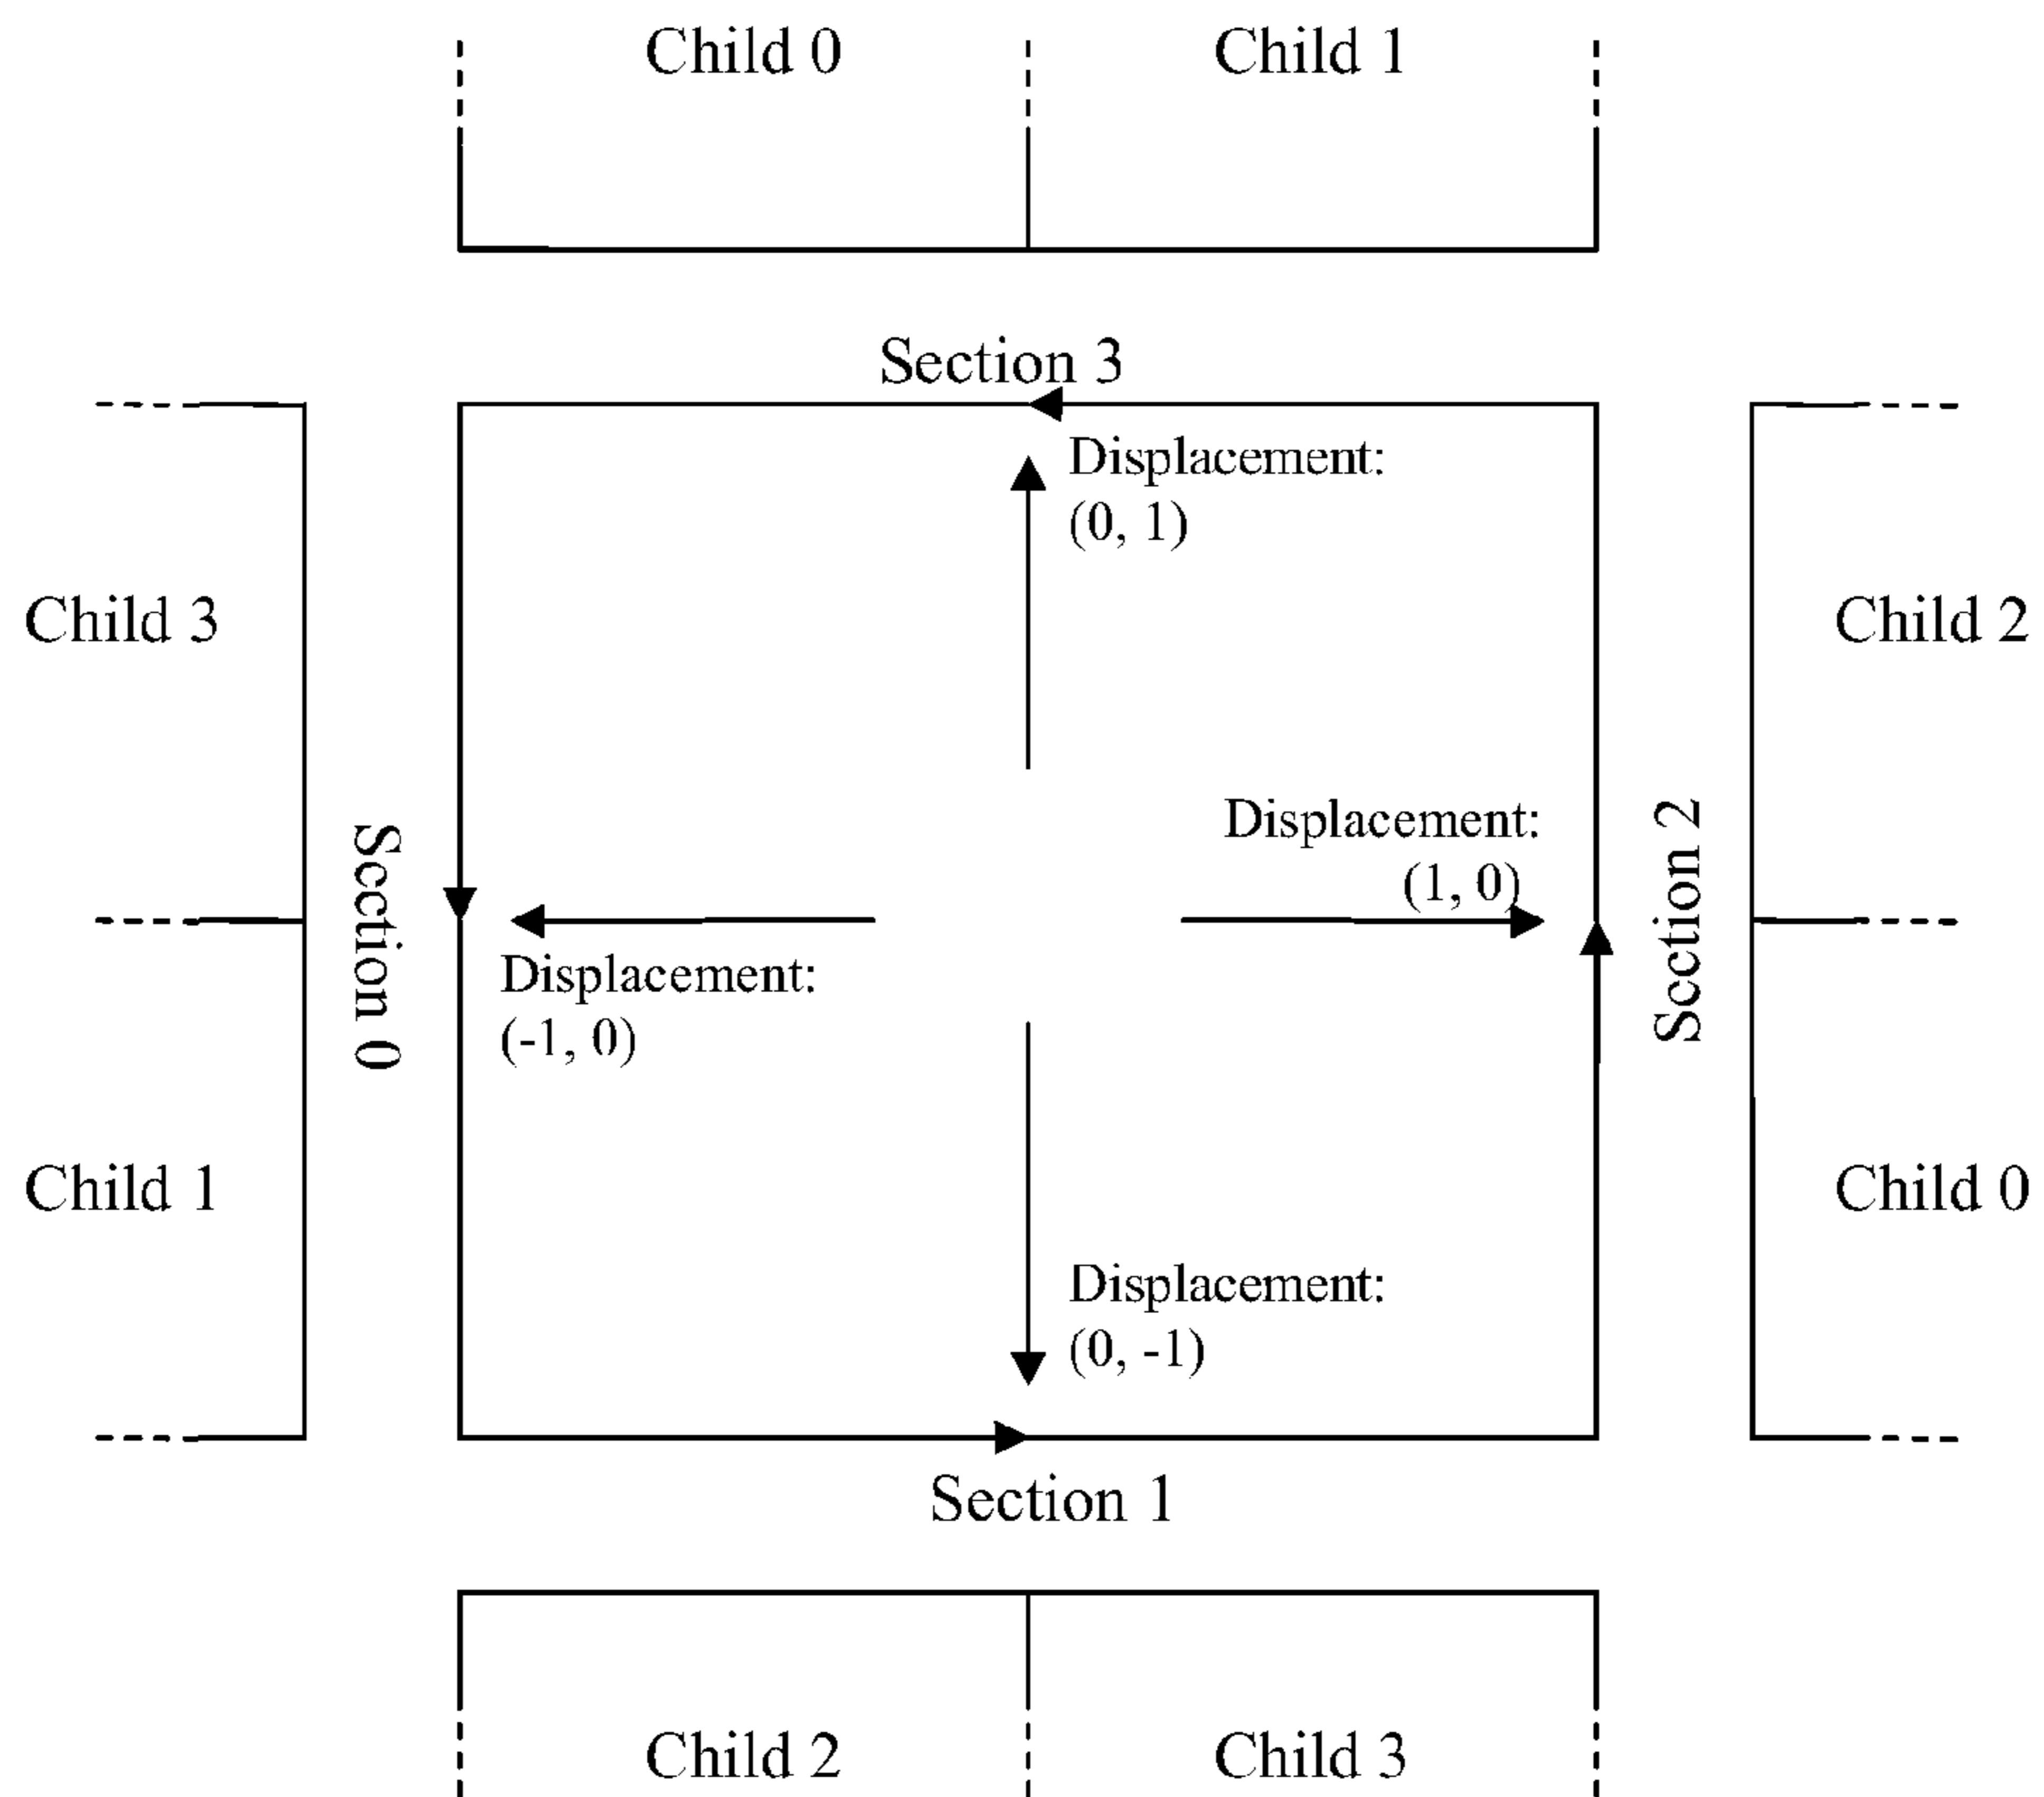 Child 0
Child 1
Section 3
Displacement:
(0, 1)
Child 3
Child 2
Displacement:
(1, 0)
Section 0
Section 2
Displacement:
(-1, 0)
Child 1
Child 0
Displacement:
(0, -1)
Section 1
Child 2
Child 3